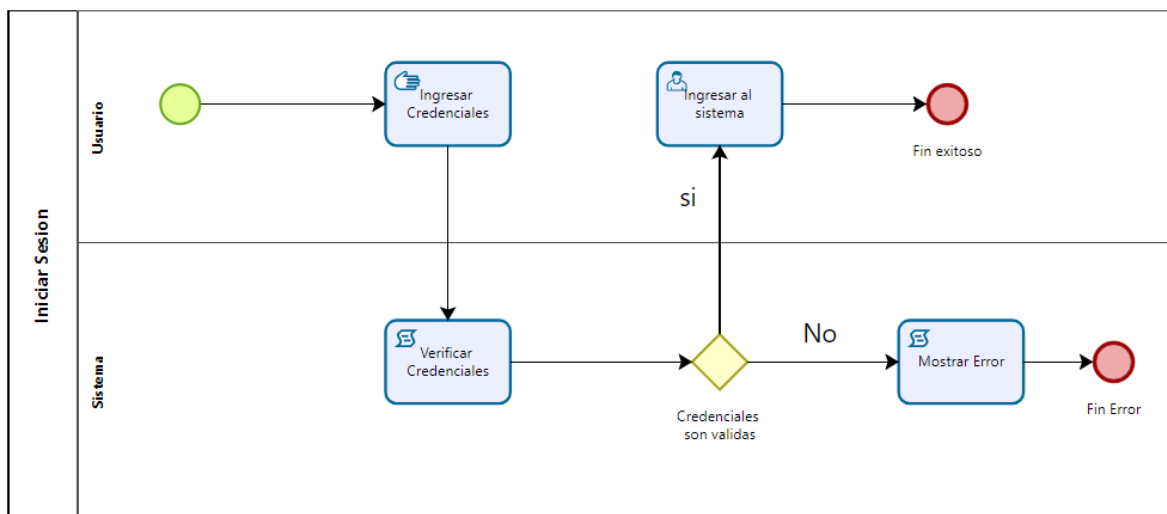 Iniciar Sesion
Usuario
Ingresar
Credenciales
Ingresar al
sistema
Fin exitoso
si
Sistema
Verificar
Credenciales
Credenciales
son validas
No
Mostrar Error
Fin Error